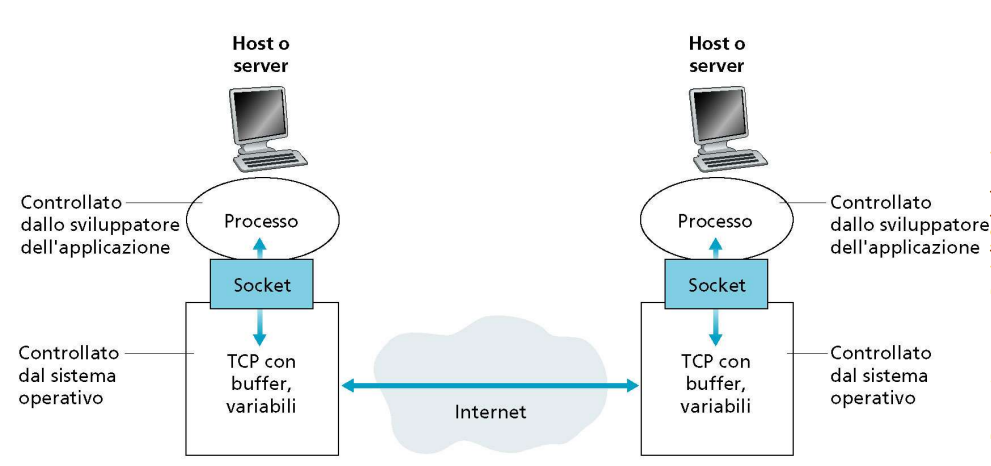 Host o
server
Host o
server
Controllato
dallo sviluppatore
dell'applicazione
Processo
Processo
Controllato
dallo sviluppatore
dell'applicazione
Socket
Socket
Controllato
dal sistema
operativo
TCP con
buffer,
variabili
Internet
TCP con
buffer,
variabili
Controllato
dal sistema
operativo